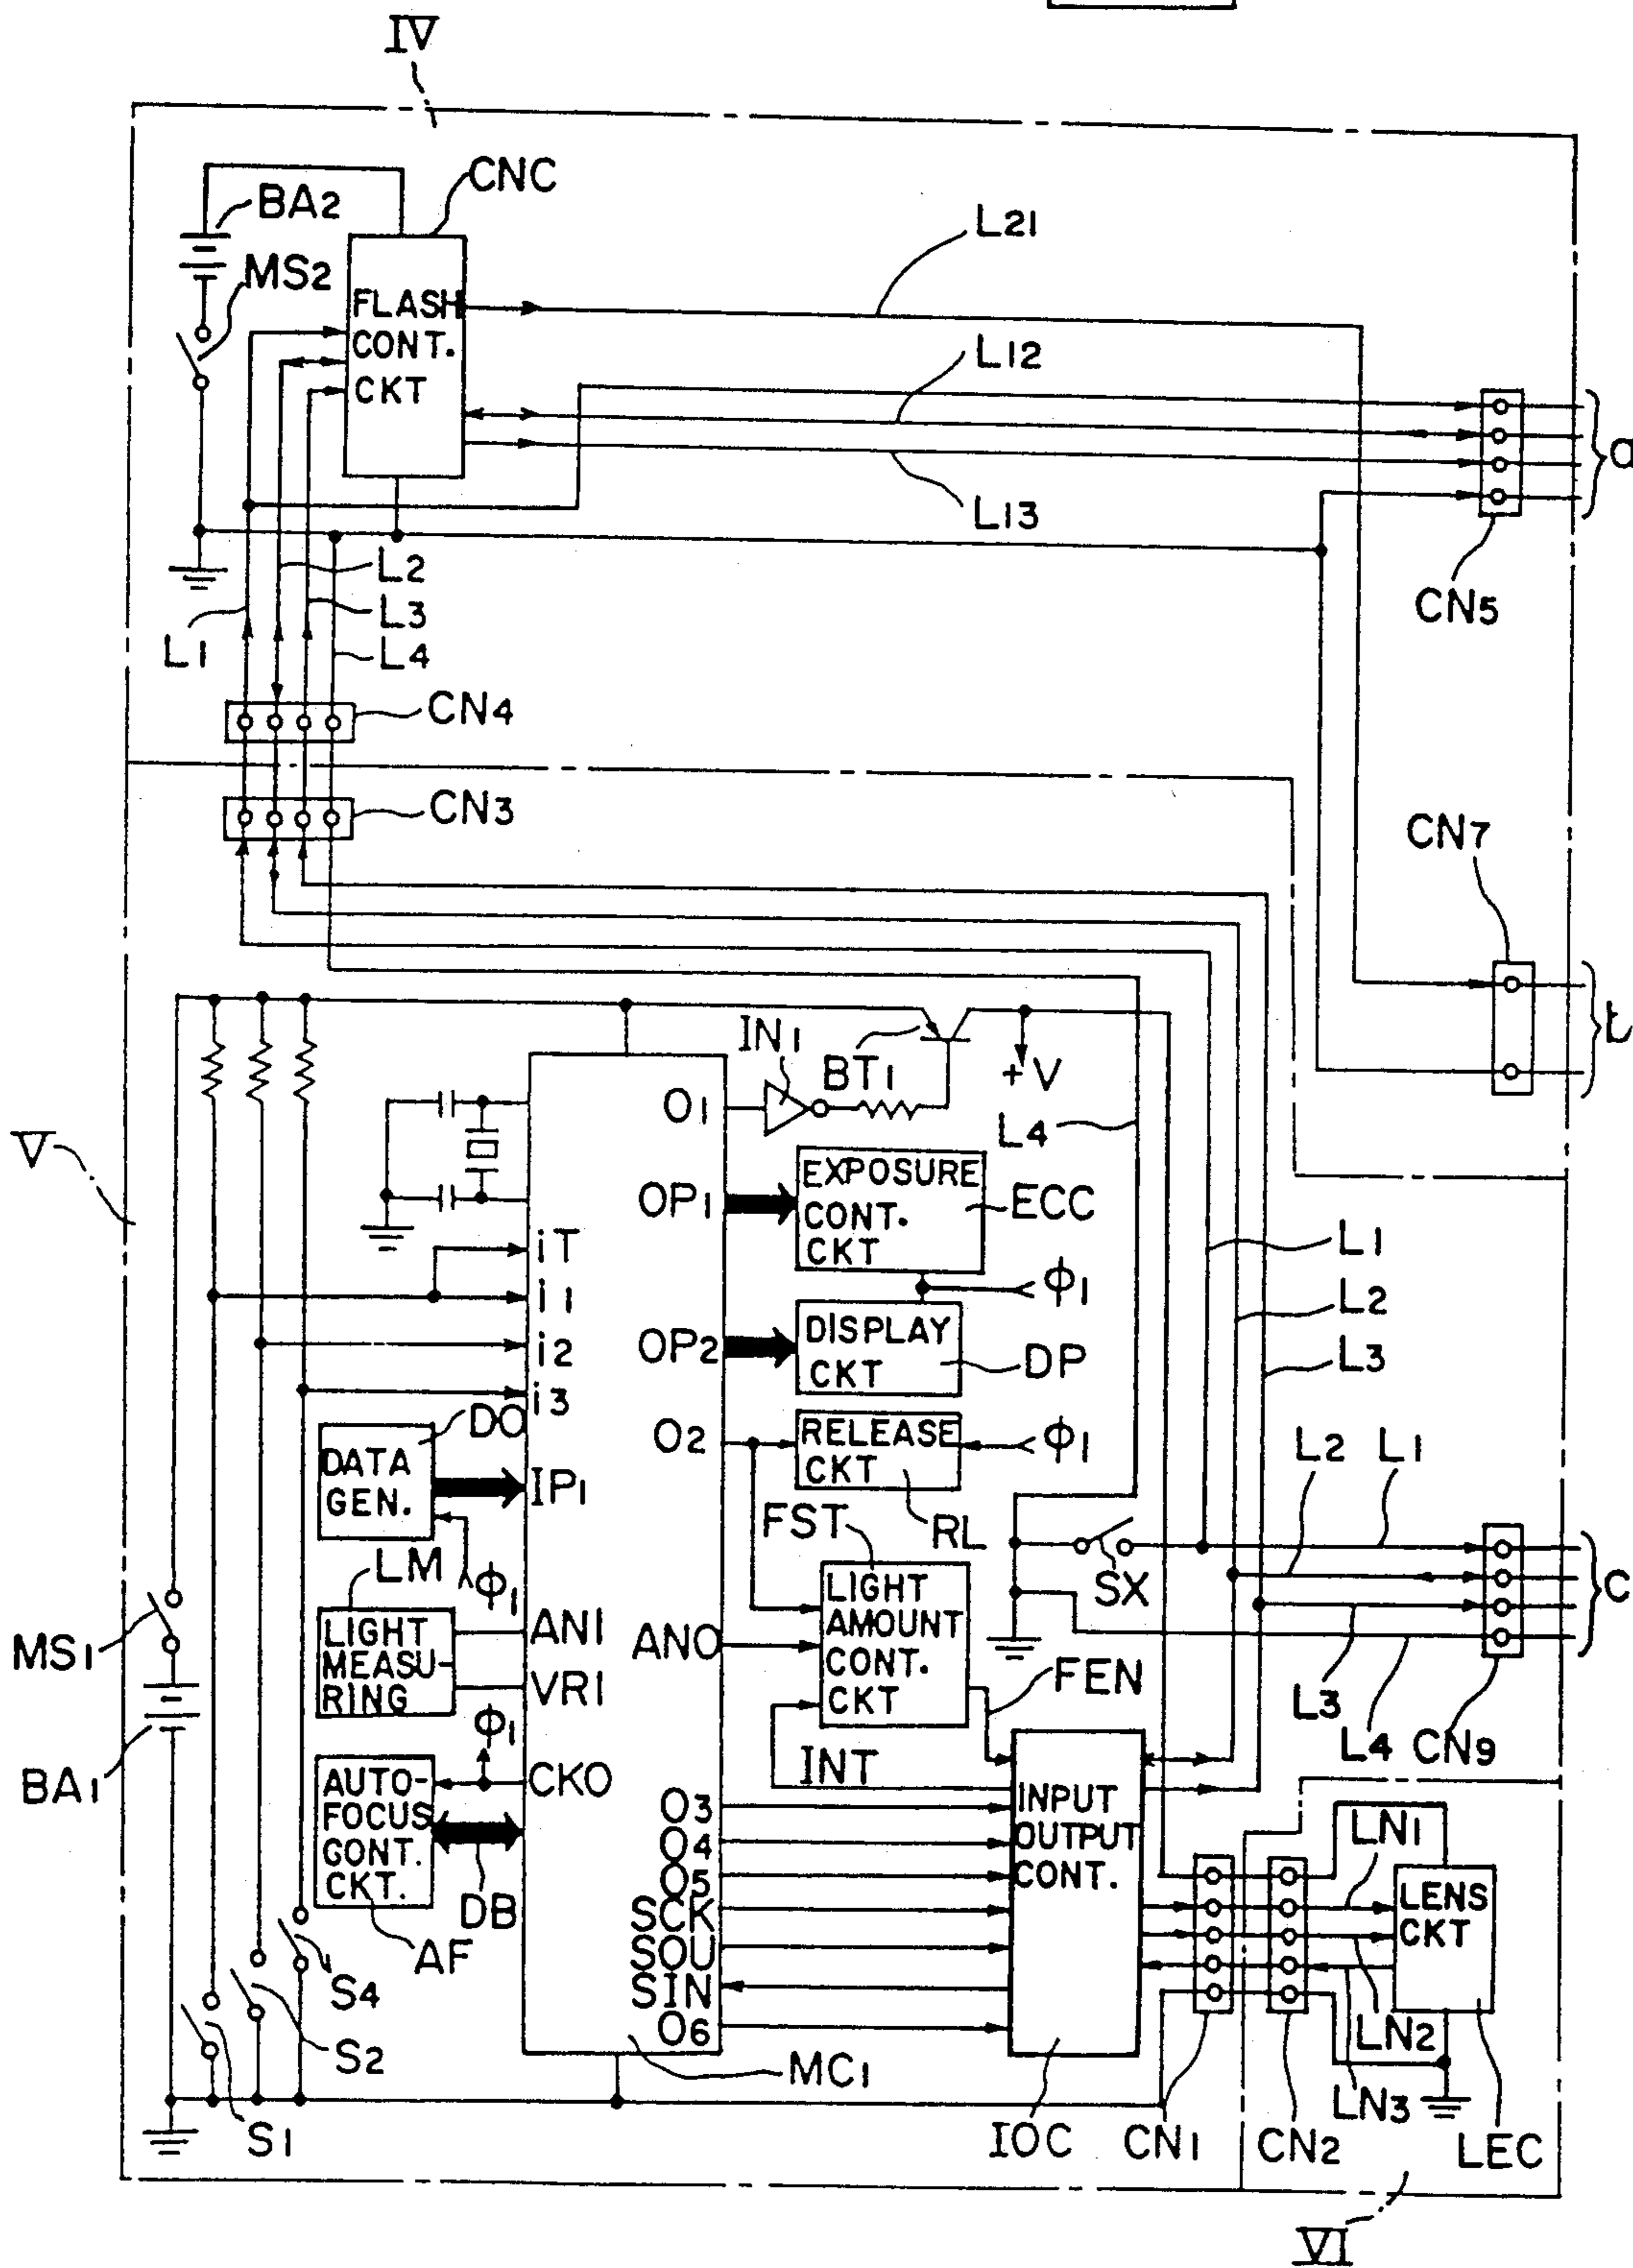 IV
CNC
BA2
L21
MS2
FLASH
CONT.
CKT
L12
a
L13
L2
CN5
L3
L1
L4
CN4
CN3
CN7
IN1
BT1
+V
b
O1
L4
V
EXPOSURE
CONT.
CKT
ECC
OP1
iT
L1
i1
φ1
L2
i2
OP2
DISPLAY
CKT
DP
L3
i3
DO
O2
RELEASE
CKT
φ1
L2
L1
DATA
GEN.
IP1
FST
RL
LM
φ1
LIGHT
AMOUNT
CONT.
CKT
SX
C
MS1
LIGHT
MEASU-
RING
ANI
ANO
VRI
FEN
L3
φ1
L4
CN9
BA1
INT
AUTO-
FOCUS
CONT.
CKT.
CKO
O3
INPUT
OUTPUT
CONT.
LN1
O4
O5
DB
SCK
LENS
CKT
AF
SOU
S4
SIN
S2
O6
LN2
MC1
LN3
S1
IOC
CN1
CN2
LEC
VI